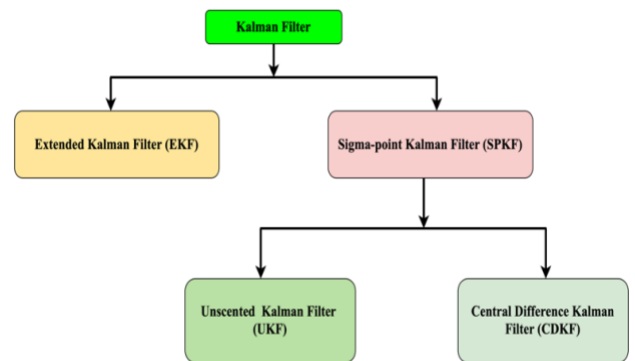 Kalman Filter
Extended Kalman Filter (EKF)
Sigma-point Kalman Filter (SPKF)
Unscented Kalman Filter
(UKF)
Central Difference Kalman
Filter (CDKF)